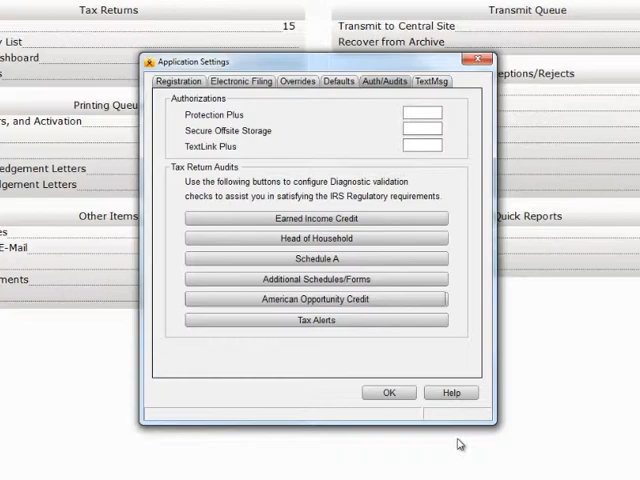 Tax Returns
Transmit Queue
15
Transmit to Central Site
y List
Recover from Archive
shboard
s
Application Settings
eptions/Rejects
Registration
Electronic Filing
Overrides
Defaults
Auth/Audits
TextMsg
Authorizations
Printing Queu
Protection Plus
rs, and Activation
Secure Offsite Storage
TextLink Plus
edgement Letters
Tax Return Audits
dgement Letters
Use the following buttons to configure Diagnostic validation
checks to assist you in satisfying the IRS Regulatory requirements.
Other Items
Quick Reports
Earned Income Credit
es
Head of Household
E-Mail
Schedule A
ements
Additional Schedules/Forms
American Opportunity Credit
Tax Alerts
OK
Help